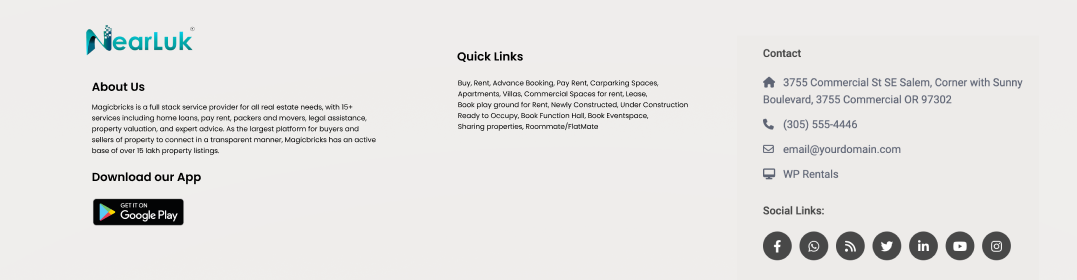 NearLuk
About Us
Magicbricks is a full stack service provider for all real estate needs, with 15+
services including home loans, pay rent, packers and movers, legal assistance,
property valuation, and expert advice. As the largest platform for buyers and
sellers of property to connect in a transparent manner, Magicbricks has an active
base of over 15 lakh property listings.
Download our App
GET IT ON
Google Play
Quick Links
Buy, Rent, Advance Booking, Pay Rent, Carparking Spaces,
Apartments, Villas, Commercial Spaces for rent, Lease,
Book play ground for Rent, Newly Constructed, Under Construction
Ready to Occupy, Book Function Hall, Book Eventspace,
Sharing properties, Roommate/FlatMate
Contact
3755 Commercial St SE Salem, Corner with Sunny
Boulevard, 3755 Commercial OR 97302
(305) 555-4446
email@yourdomain.com
WP Rentals
Social Links: